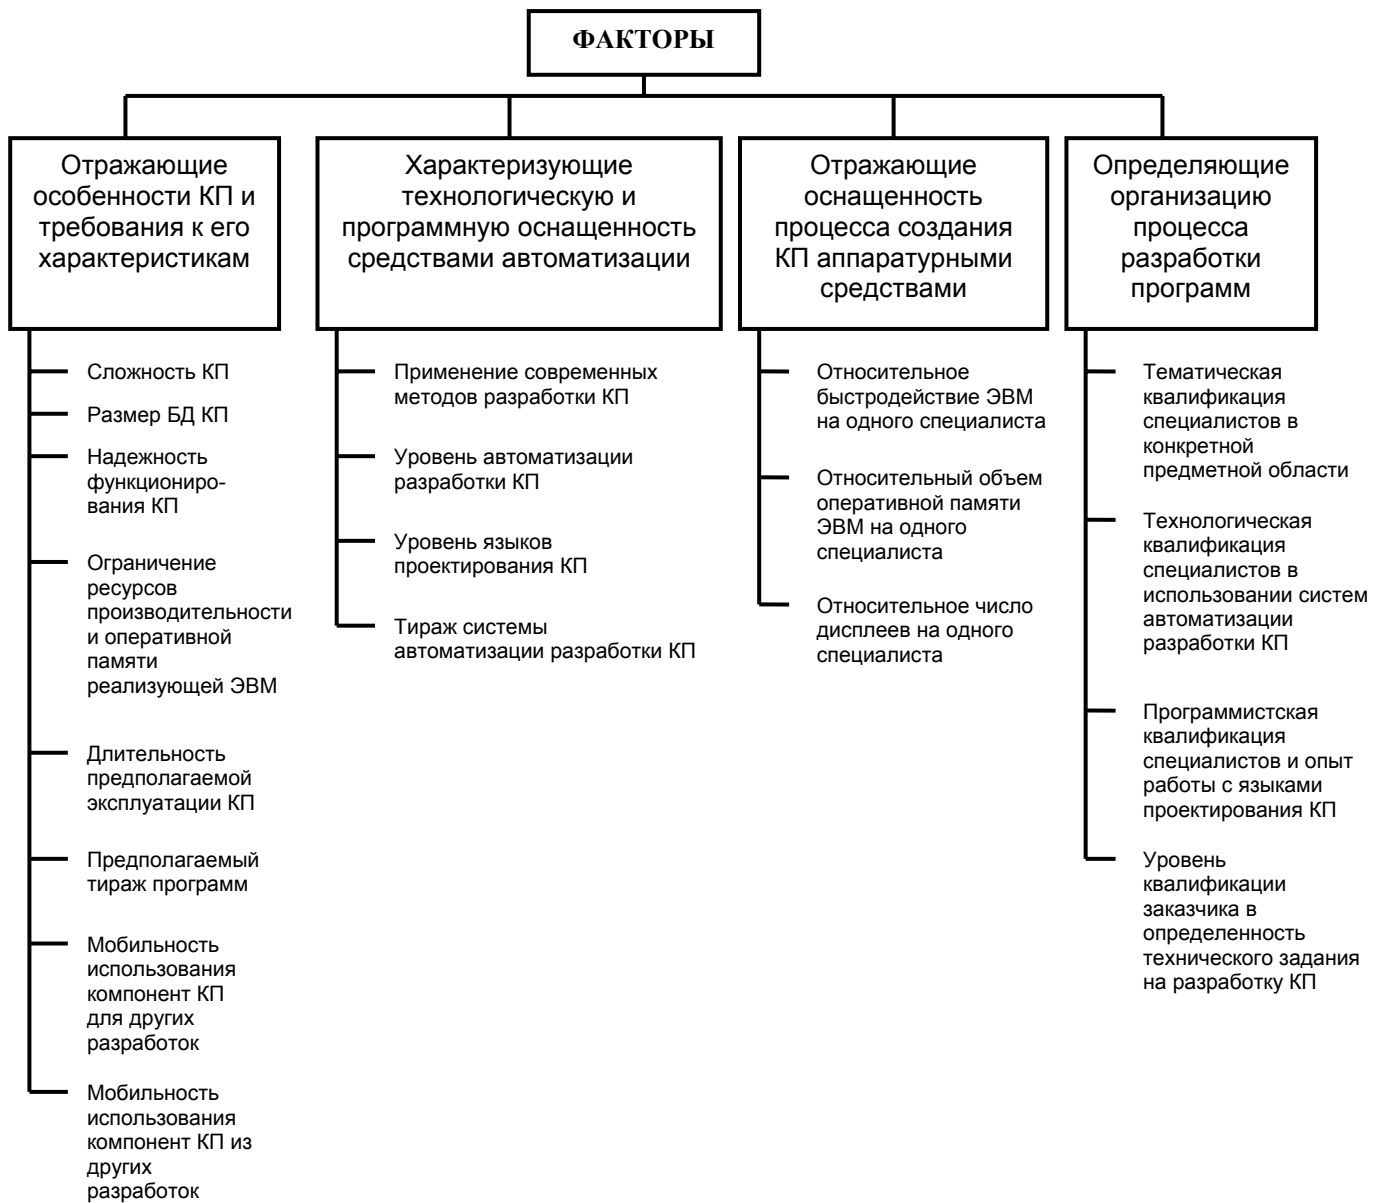 ФАКТОРЫ
Отражающие
особенности КП и
требования к его
характеристикам
Характеризующие
технологическую и
программную оснащенность
средствами автоматизации
Отражающие
оснащенность
процесса создания
КП аппаратурными
средствами
Определяющие
организацию
процесса
разработки
программ
Сложность КП
Размер БД КП
Надежность
функциониро-
вания КП
Ограничение
ресурсов
производительности
и оперативной
памяти
реализующей ЭВМ
Длительность
предполагаемой
эксплуатации КП
Предполагаемый
тираж программ
Мобильность
использования
компонент КП
для других
разработок
Мобильность
использования
компонент КП из
других
разработок
Применение современных
методов разработки КП
Уровень автоматизации
разработки КП
Уровень языков
проектирования КП
Тираж системы
автоматизации разработки КП
Относительное
быстродействие ЭВМ
на одного специалиста
Относительный объем
оперативной памяти
ЭВМ на одного
специалиста
Относительное число
дисплеев на одного
специалиста
Тематическая
квалификация
специалистов в
конкретной
предметной области
Технологическая
квалификация
специалистов в
использовании систем
автоматизации
разработки КП
Программистская
квалификация
специалистов и опыт
работы с языками
проектирования КП
Уровень
квалификации
заказчика в
определенность
технического задания
на разработку КП